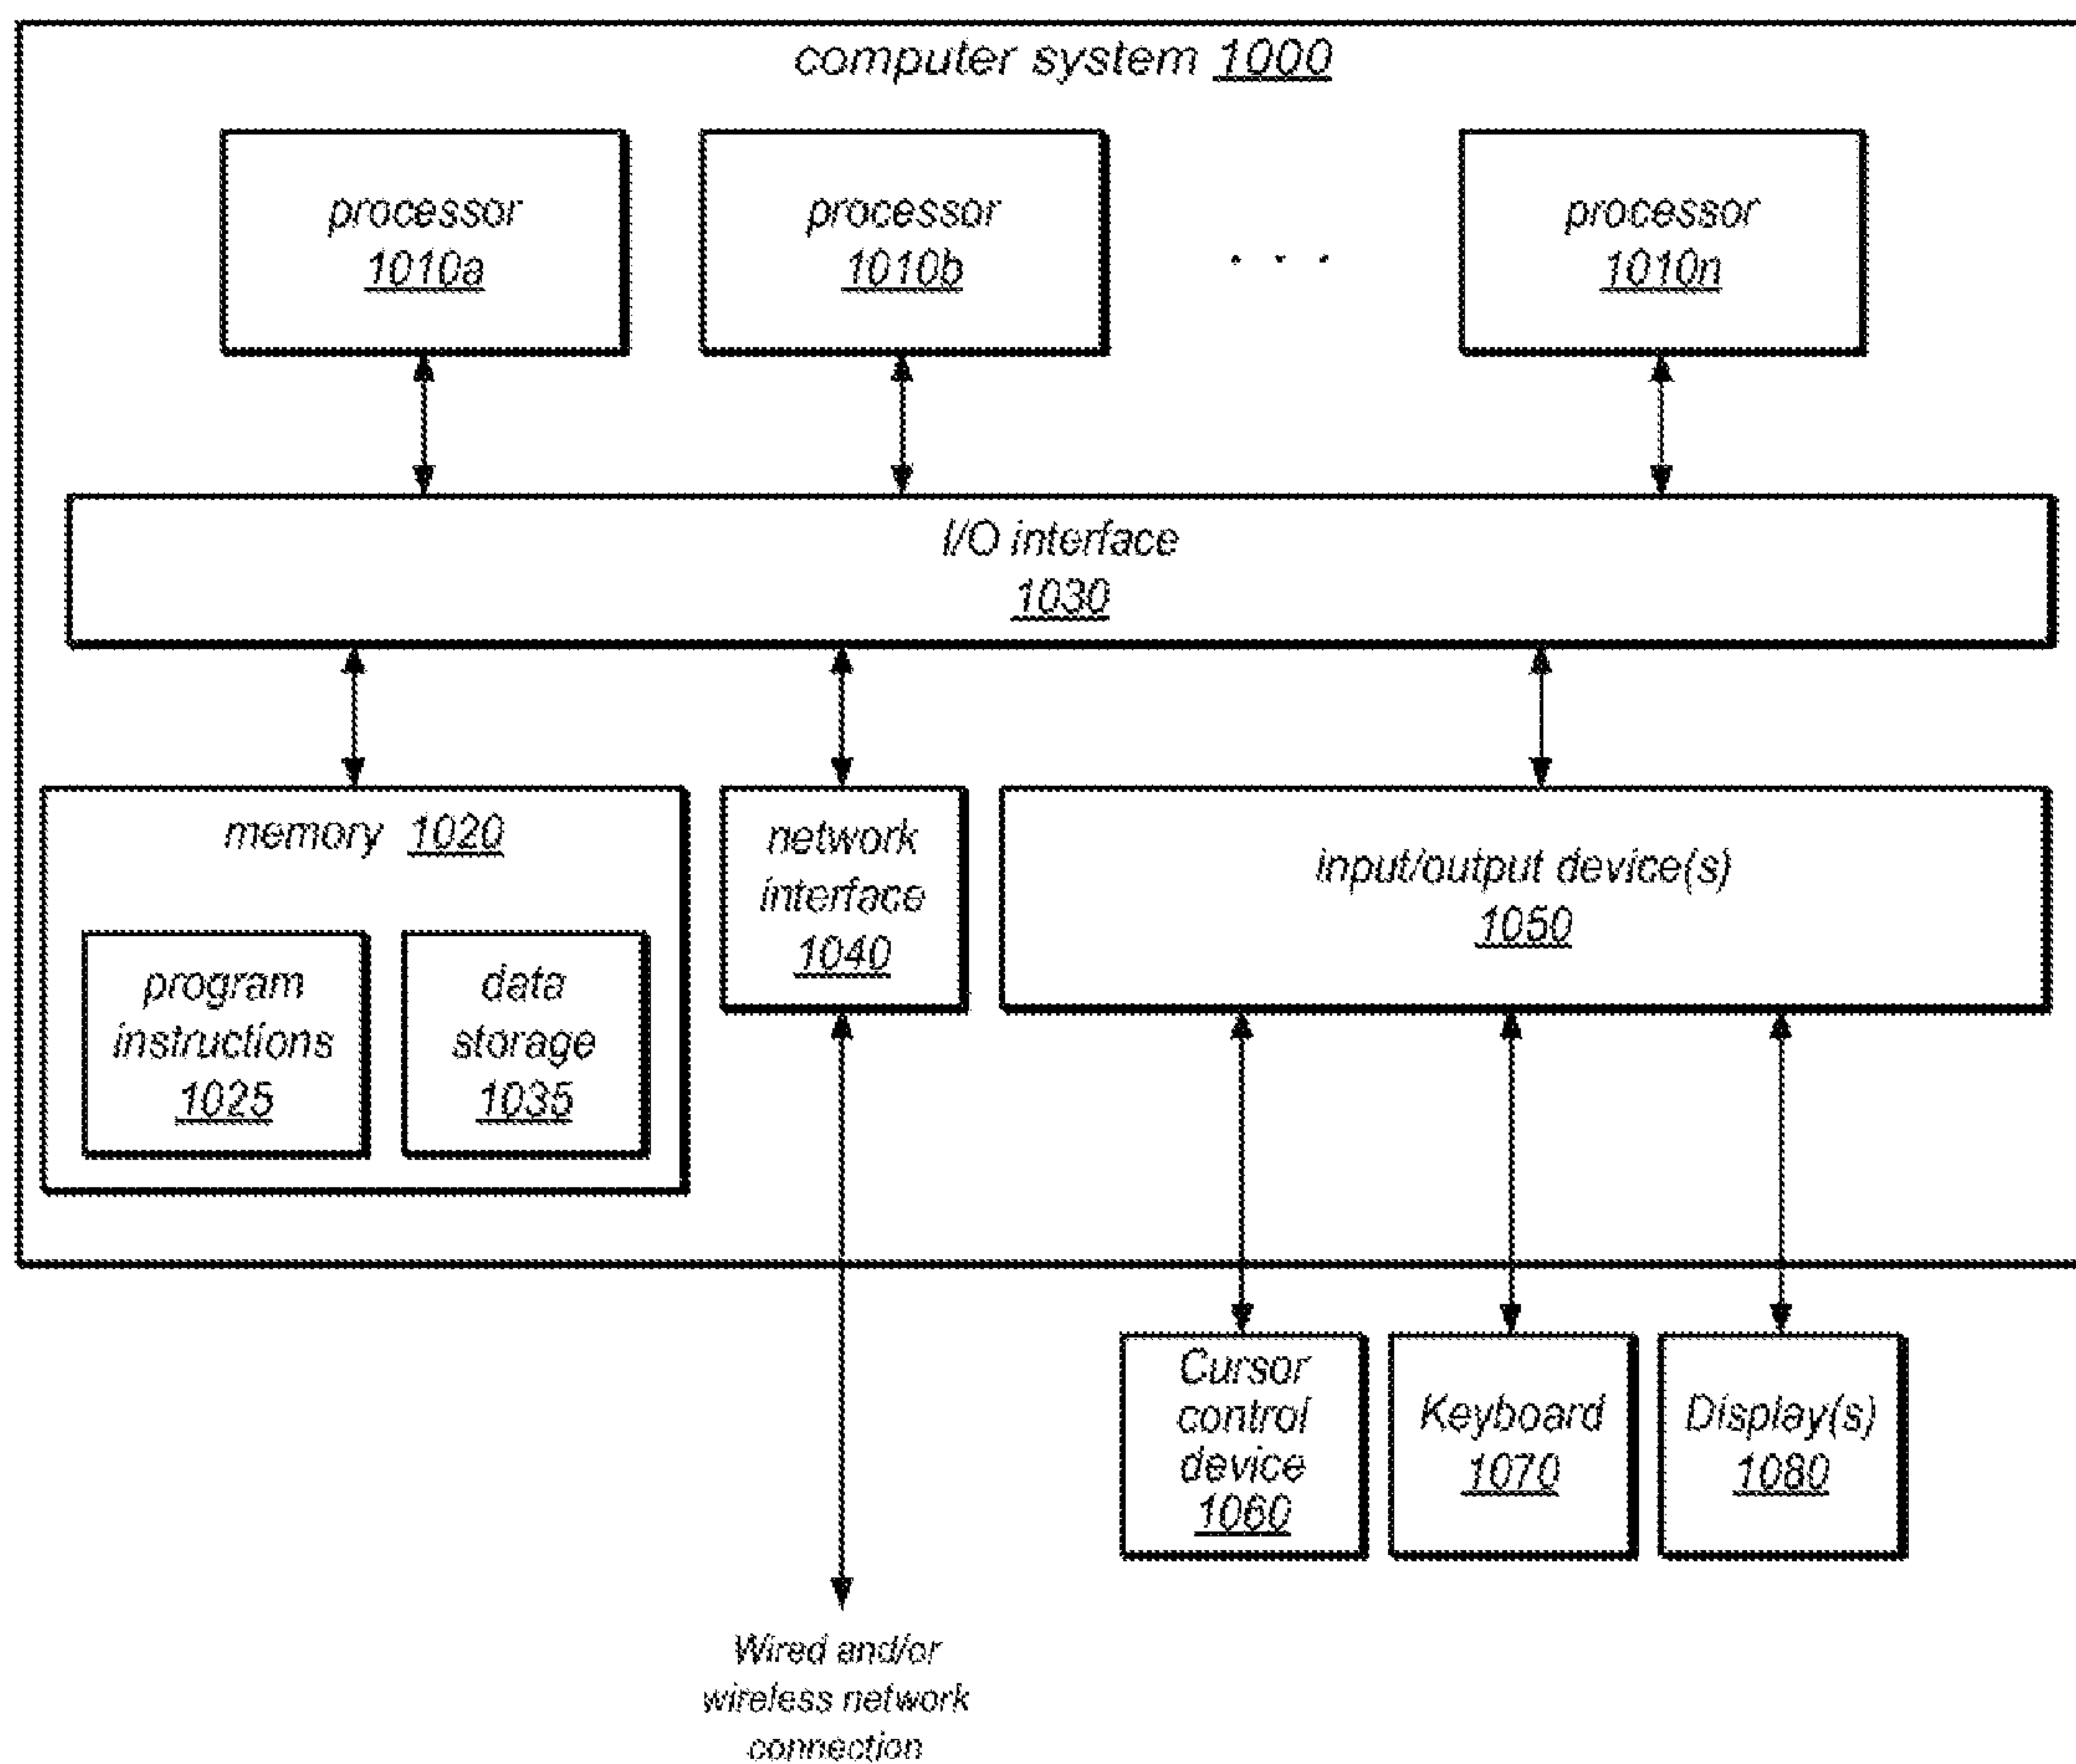 computer system 1000
processor
1010a
processor
1010b
. . .
processor
1010n
I/O interface
1030
memory 1020
program
instructions
1025
data
storage
1035
network
interface
1040
input/output device(s)
1050
Cursor
control
device
1060
Keyboard
1070
Display(s)
1080
Wired and/or
wireless network
connection